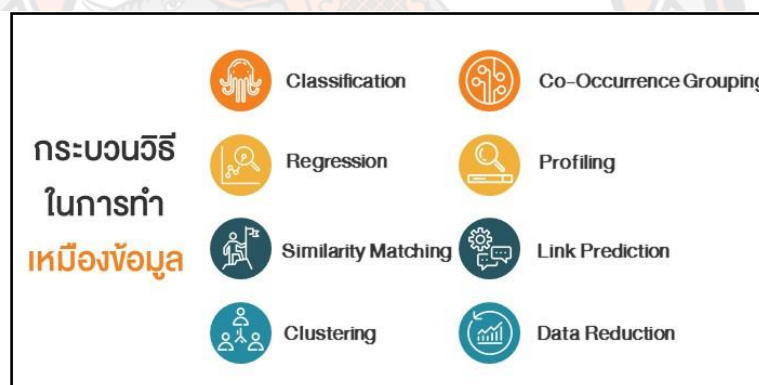 กระบวนวิธี
ในการทำ
เหมืองข้อมูล
Classification
Co-Occurrence Grouping
Regression
Profiling
Similarity Matching
Link Prediction
Clustering
Data Reduction